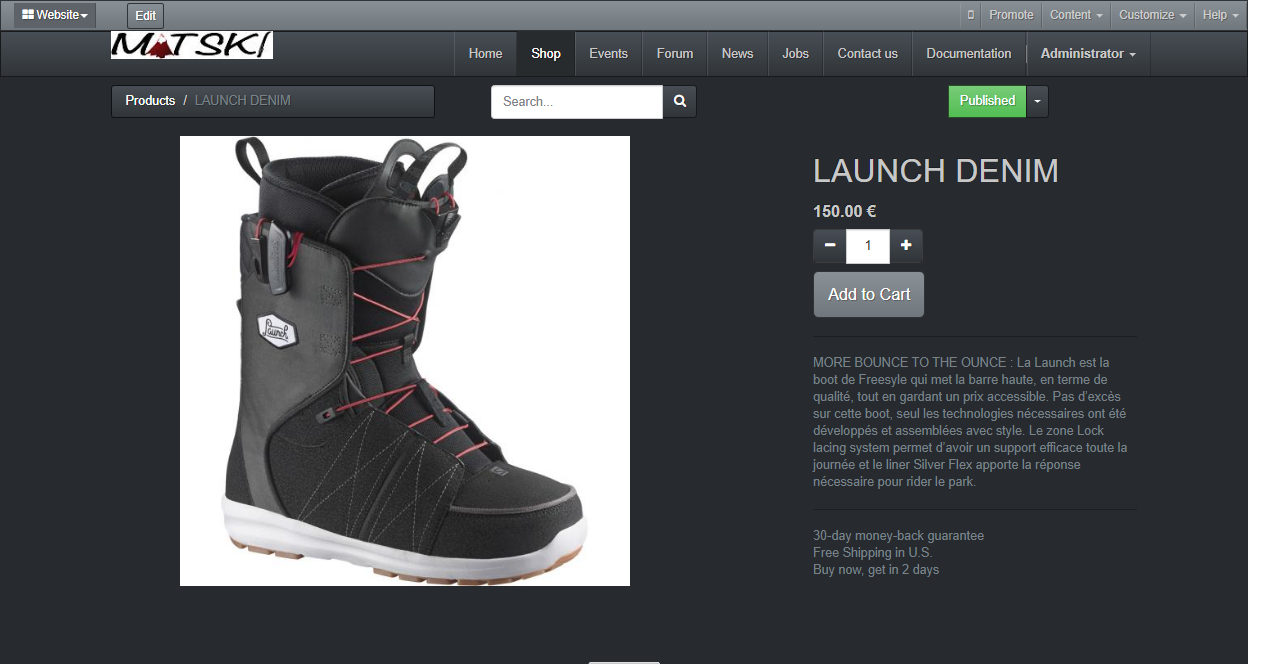 Website
Edit
Promote
Content
Customize
Help
MATSKI
Home
Shop
Events
Forum
News
Jobs
Contact us
Documentation
Administrator
Products / LAUNCH DENIM
Search...
Published
LAUNCH DENIM
150.00 €
1
Add to Cart
Launch
MORE BOUNCE TO THE OUNCE : La Launch est la
boot de Freesyle qui met la barre haute, en terme de
qualité, tout en gardant un prix accessible. Pas d'excès
sur cette boot, seul les technologies nécessaires ont été
développés et assemblées avec style. Le zone Lock
lacing system permet d'avoir un support efficace toute la
journée et le liner Silver Flex apporte la réponse
nécessaire pour rider le park.
30-day money-back guarantee
Free Shipping in U.S.
Buy now, get in 2 days